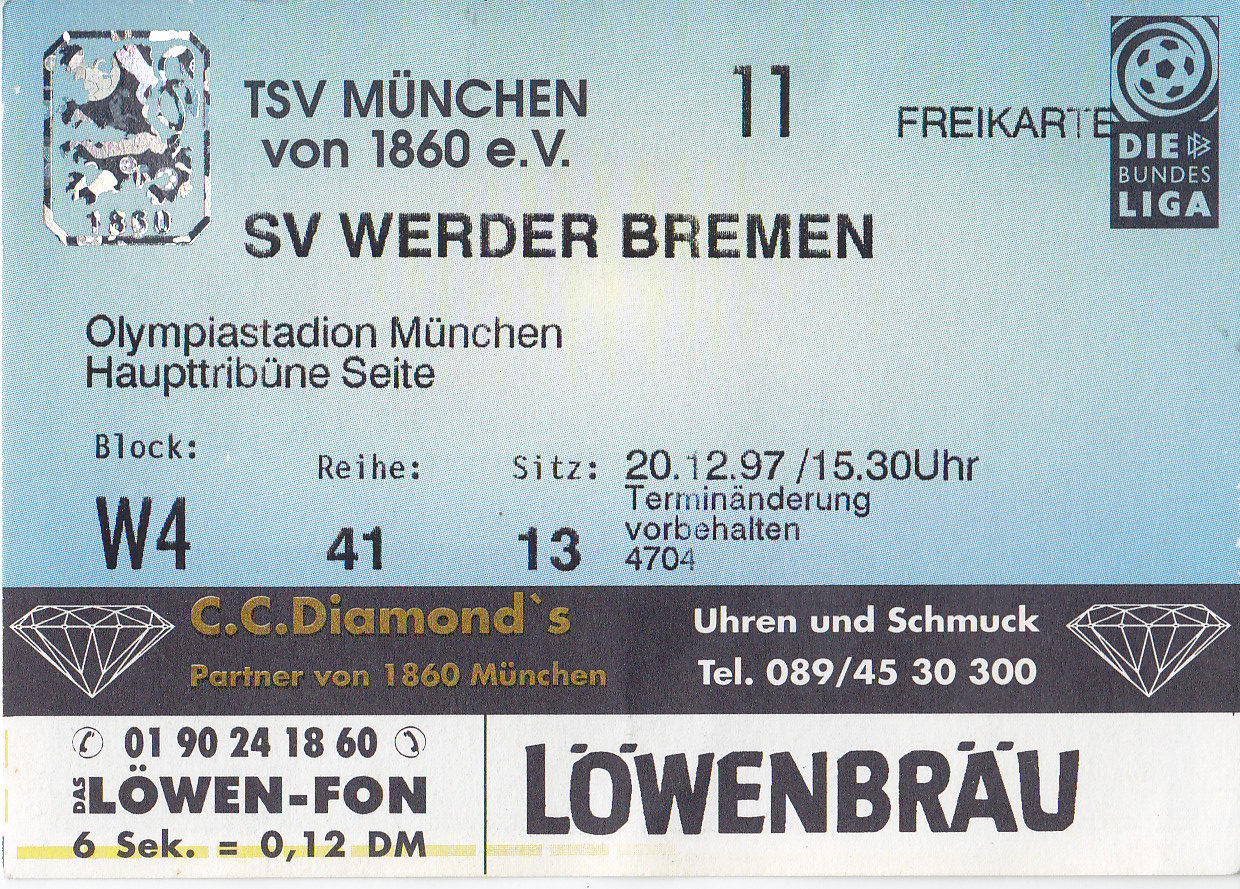 TSV MÜNCHEN
von 1860 e.V.
11
FREIKARTE
DIE
BUNDES
LIGA
1860
SV WERDER BREMEN
Olympiastadion München
Haupttribüne Seite
Block:
Reihe:
Sitz:
W4
41
13
20.12.97 /15.30Uhr
Terminänderung
vorbehalten
4704
C.C.Diamond`s
Partner von 1860 München
Uhren und Schmuck
Tel. 089/45 30 300
01 90 24 18 60
DAS LÖWEN-FON
6 Sek. = 0,12 DM
LÖWENBRÄU